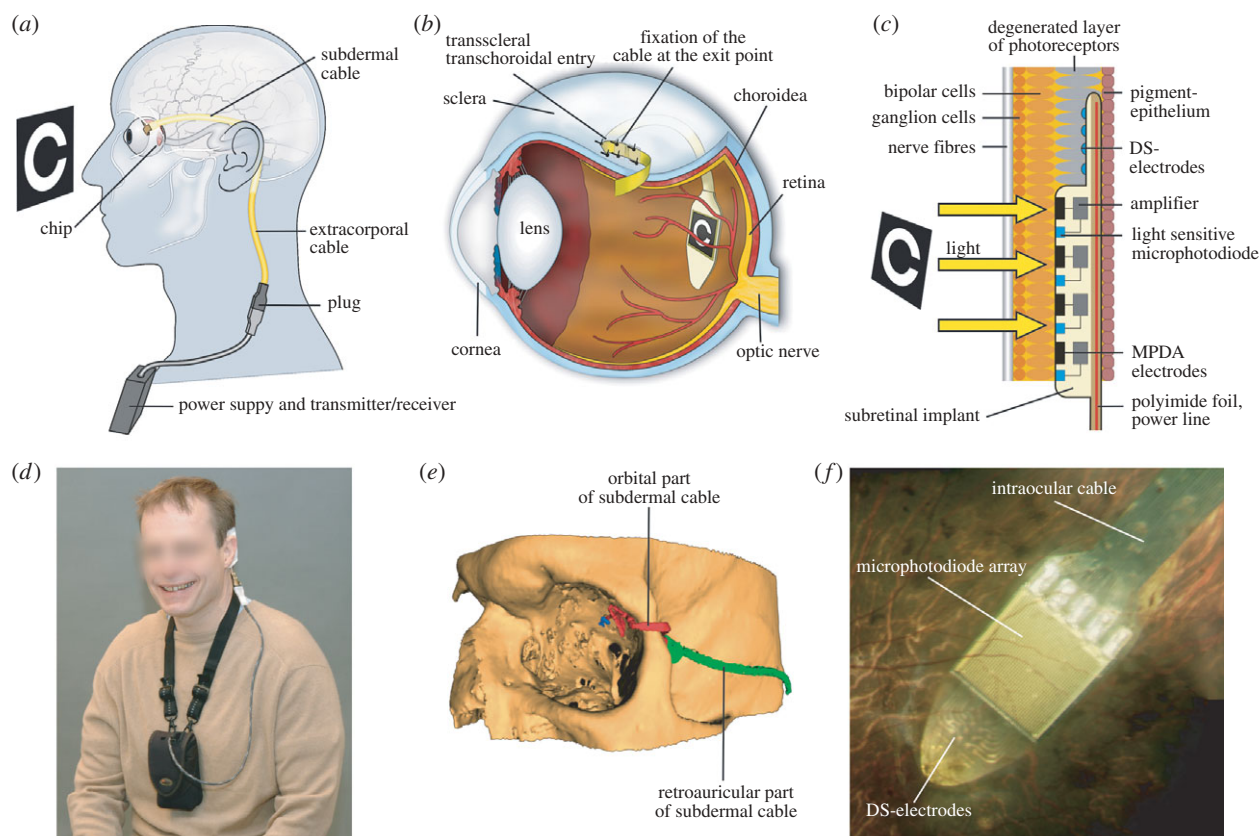 (a)
subdermal
cable
chip
extracorporal
cable
plug
power suppy and transmitter/receiver
C
(b)
transscleral
transchoroidal entry
fixation of the
cable at the exit point
sclera
choroidea
retina
lens
cornea
optic nerve
C
(c)
degenerated layer
of photoreceptors
bipolar cells
ganglion cells
nerve fibres
pigment-
epithelium
DS-
electrodes
amplifier
light sensitive
microphotodiode
light
C
MPDA
electrodes
subretinal implant
polyimide foil,
power line
(d)
(e)
orbital part
of subdermal cable
retroauricular part
of subdermal cable
(f)
intraocular cable
microphotodiode array
DS-electrodes